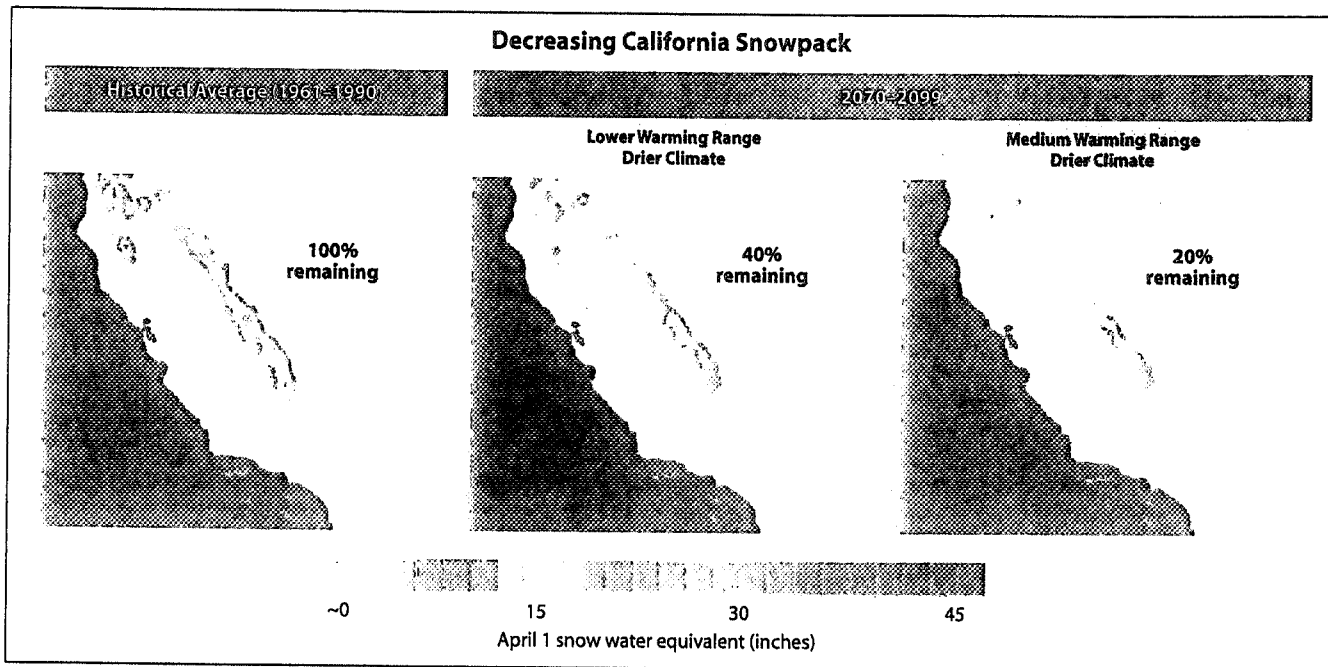 Decreasing California Snowpack
Historical Average (1961–1990)
2070–2099
Lower Warming Range
Drier Climate
Medium Warming Range
Drier Climate
100%
remaining
40%
remaining
20%
remaining
~0
15
30
45
April 1 snow water equivalent (inches)